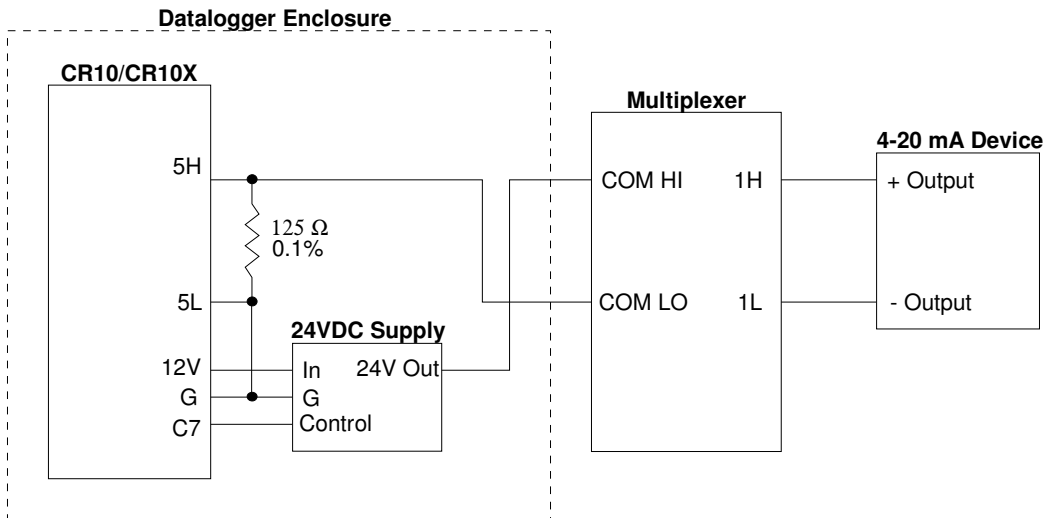 Datalogger Enclosure
CR10/CR10X
5H
125 Ω
0.1%
5L
12V
G
C7
24VDC Supply
In 24V Out
G
Control
Multiplexer
COM HI 1H
COM LO 1L
4-20 mA Device
+ Output
- Output